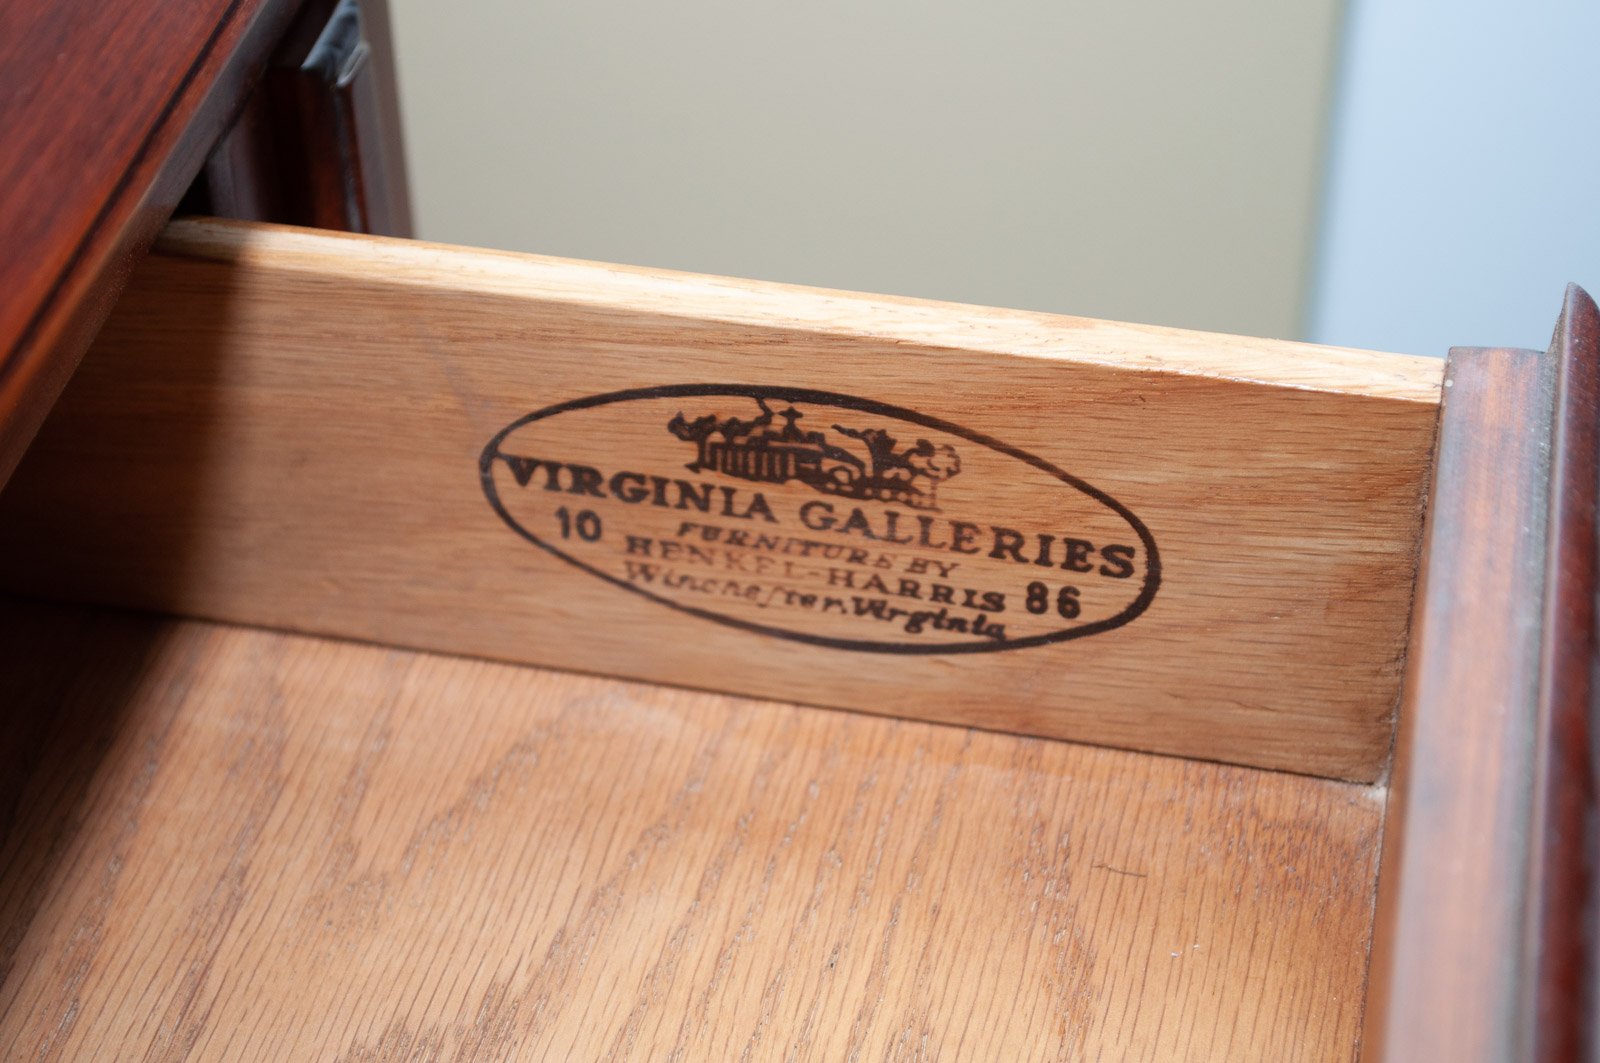 VIRGINIA GALLERIES
10 FURNITURE BY 86
HENKEL-HARRIS
Winchester, Virginia